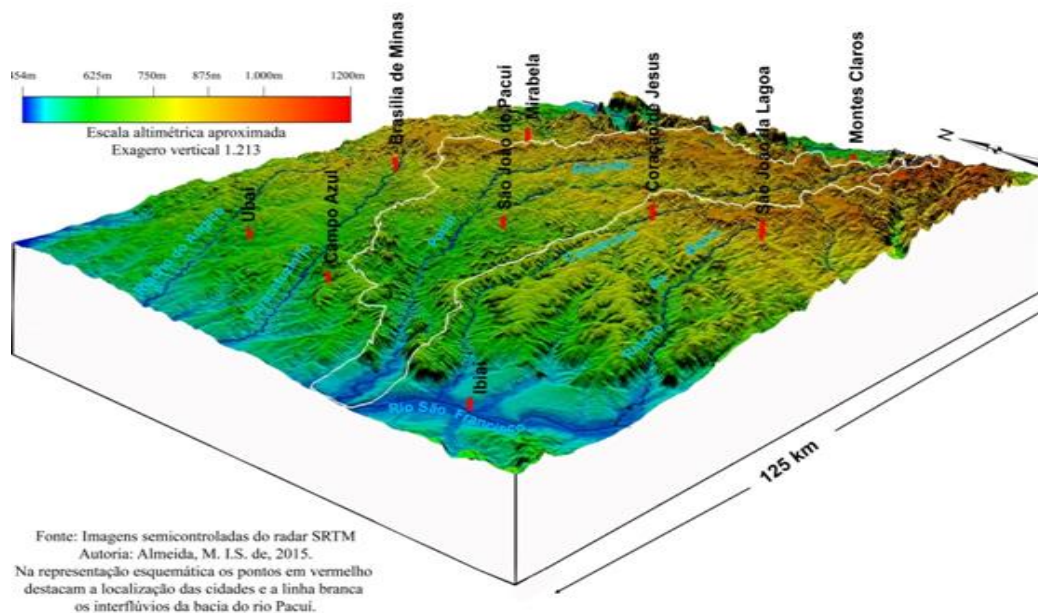 454m 625m 750m 875m 1.000m 1200m
Escala altimétrica aproximada
Exagero vertical 1.213
Brasília de Minas
São João do Pacuí
Mirabela
Coração de Jesus
São João da Lagoa
Montes Claros
N
Ubaí
Campo Azul
Pacuí
Ibiaí
Rio São Francisco
Riacho
125 km
Fonte: Imagens semicontroladas do radar SRTM
Autoria: Almeida, M. I.S. de, 2015.
Na representação esquemática os pontos em vermelho
destacam a localização das cidades e a linha branca
os interflúvios da bacia do rio Pacuí.